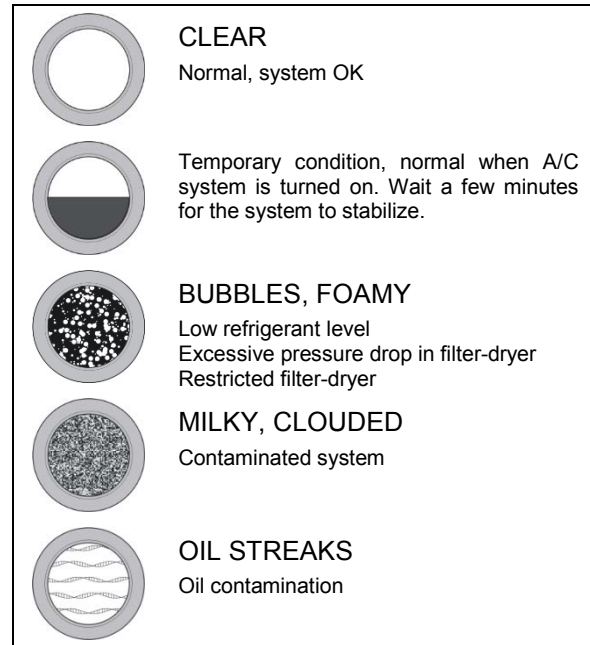 CLEAR
Normal, system OK
Temporary condition, normal when A/C
system is turned on. Wait a few minutes
for the system to stabilize.
BUBBLES, FOAMY
Low refrigerant level
Excessive pressure drop in filter-dryer
Restricted filter-dryer
MILKY, CLOUDED
Contaminated system
OIL STREAKS
Oil contamination